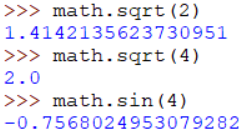 >>> math.sqrt(2)
1.4142135623730951
>>> math.sqrt(4)
2.0
>>> math.sin(4)
-0.7568024953079282